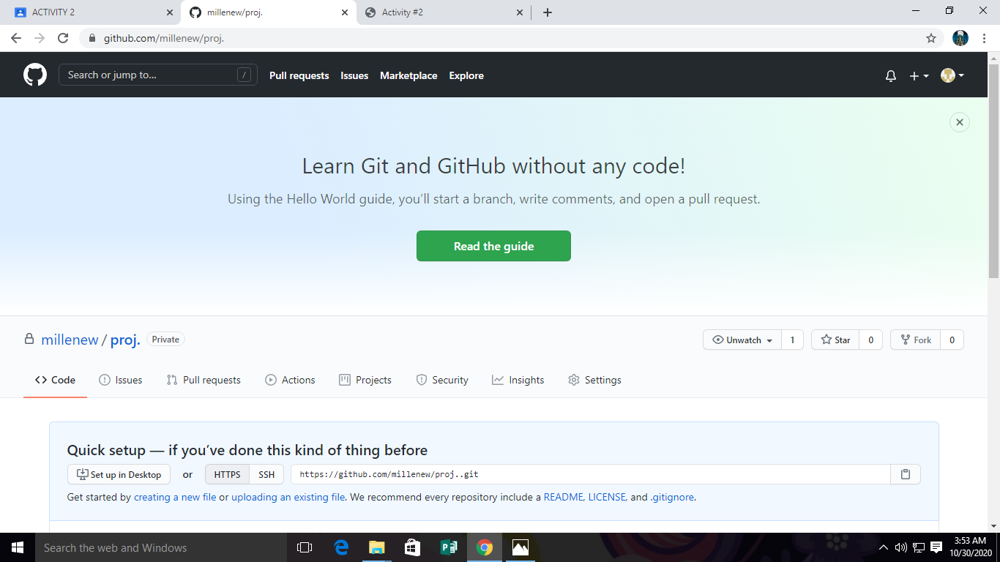 ACTIVITY 2
millenew/proj.
Activity #2
github.com/millenew/proj.
Search or jump to... /
Pull requests Issues Marketplace Explore
Learn Git and GitHub without any code!
Using the Hello World guide, you’ll start a branch, write comments, and open a pull request.
Read the guide
millenew / proj. Private
Unwatch 1 Star 0 Fork 0
Code Issues Pull requests Actions Projects Security Insights Settings
Quick setup — if you’ve done this kind of thing before
Set up in Desktop or HTTPS SSH https://github.com/millenew/proj..git
Get started by creating a new file or uploading an existing file. We recommend every repository include a README, LICENSE, and .gitignore.
Search the web and Windows
3:53 AM
10/30/2020